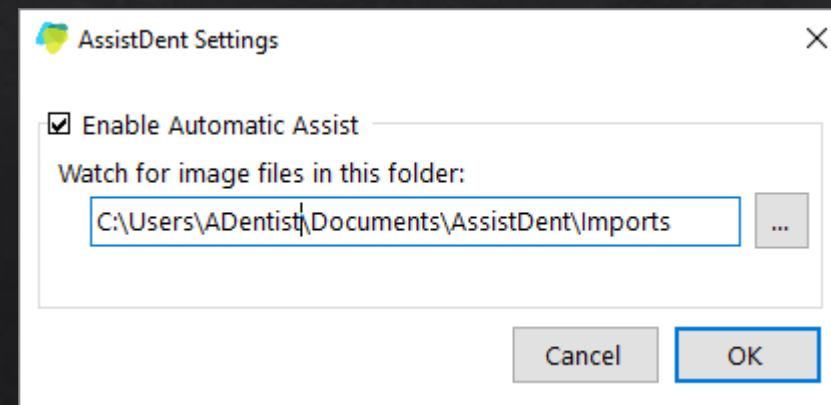 AssistDent Settings
Enable Automatic Assist
Watch for image files in this folder:
C:\Users\ADentist\Documents\AssistDent\Imports
...
Cancel
OK